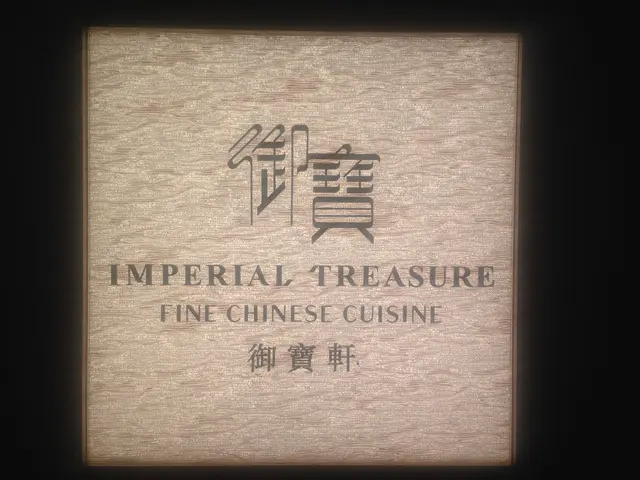 御寶
IMPERIAL TREASURE
FINE CHINESE CUISINE
御寶軒